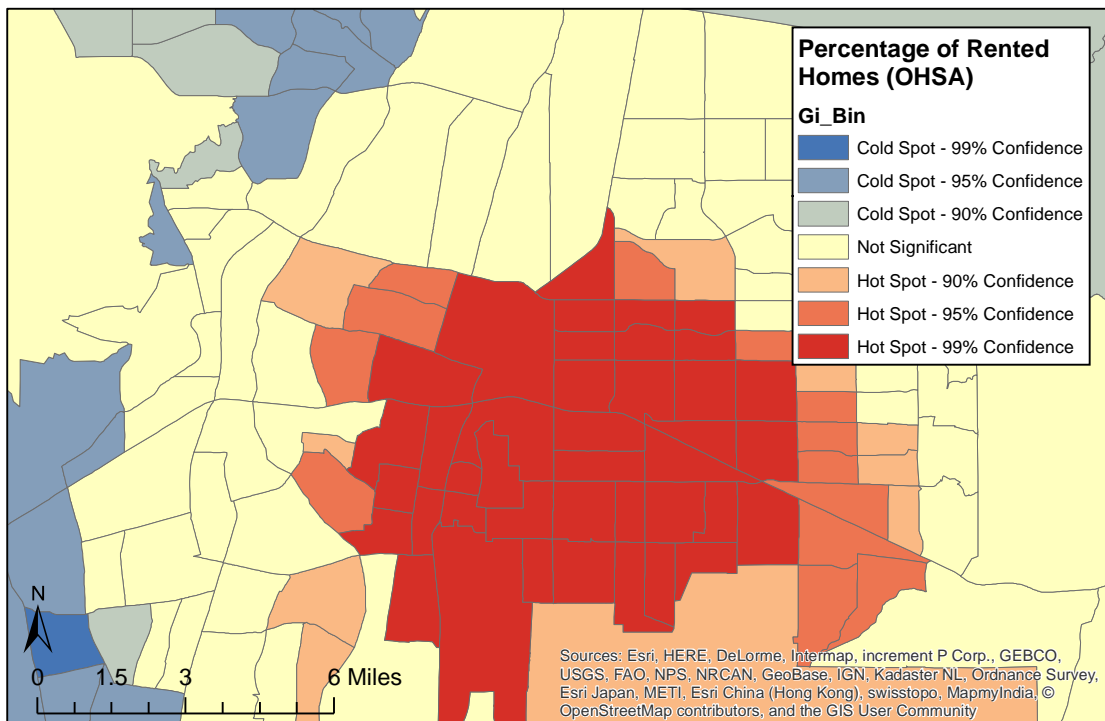 Percentage of Rented
Homes (OHSA)
Gi_Bin
Cold Spot - 99% Confidence
Cold Spot - 95% Confidence
Cold Spot - 90% Confidence
Not Significant
Hot Spot - 90% Confidence
Hot Spot - 95% Confidence
Hot Spot - 99% Confidence
N
0 1.5 3 6 Miles
Sources: Esri, HERE, DeLorme, Intermap, increment P Corp., GEBCO,
USGS, FAO, NPS, NRCAN, GeoBase, IGN, Kadaster NL, Ordnance Survey,
Esri Japan, METI, Esri China (Hong Kong), swisstopo, MapmyIndia, ©
OpenStreetMap contributors, and the GIS User Community